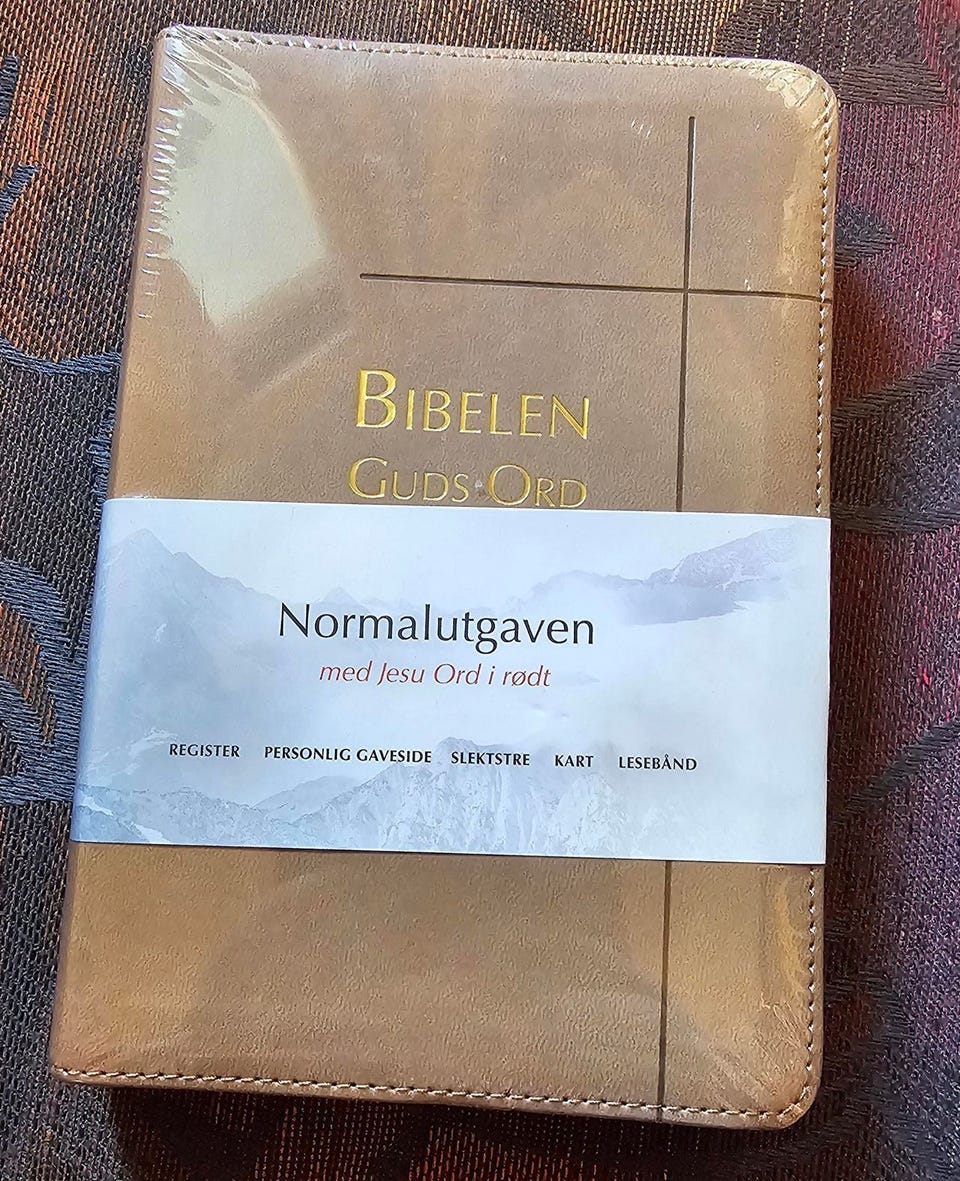 BIBELEN
GUDS ORD
Normalutgaven
med Jesu Ord i rødt
REGISTER PERSONLIG GAVESIDE SLEKTSTRE KART LESEBÅND